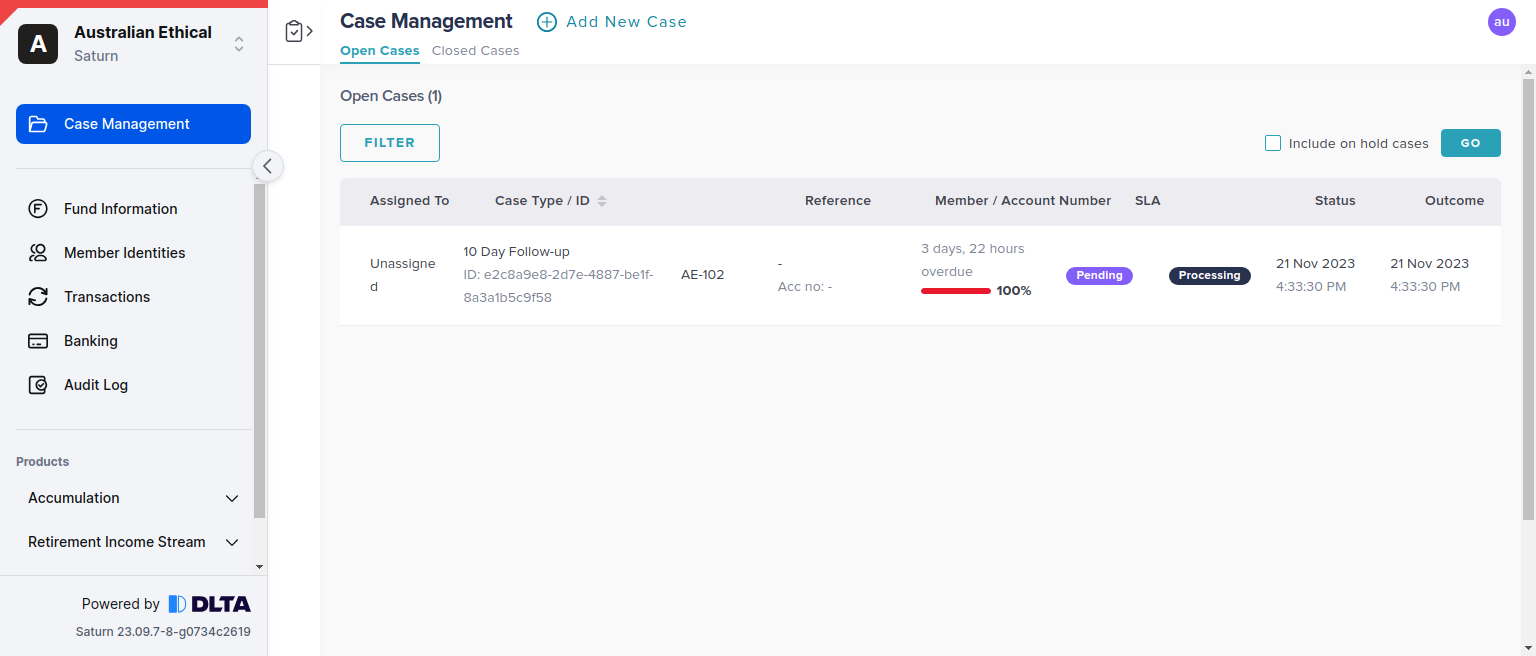 A
Australian Ethical
Saturn
Case Management
Fund Information
Member Identities
Transactions
Banking
Audit Log
Products
Accumulation
Retirement Income Stream
Powered by DLTA
Saturn 23.09.7-8-g0734c2619
Case Management Add New Case
au
Open Cases Closed Cases
Open Cases (1)
FILTER
Include on hold cases GO
Assigned To Case Type / ID Reference Member / Account Number SLA Status Outcome
Unassigne
d
10 Day Follow-up
ID: e2c8a9e8-2d7e-4887-be1f-
8a3a1b5c9f58
AE-102
-
Acc no: -
3 days, 22 hours
overdue
100%
Pending
Processing
21 Nov 2023
4:33:30 PM
21 Nov 2023
4:33:30 PM